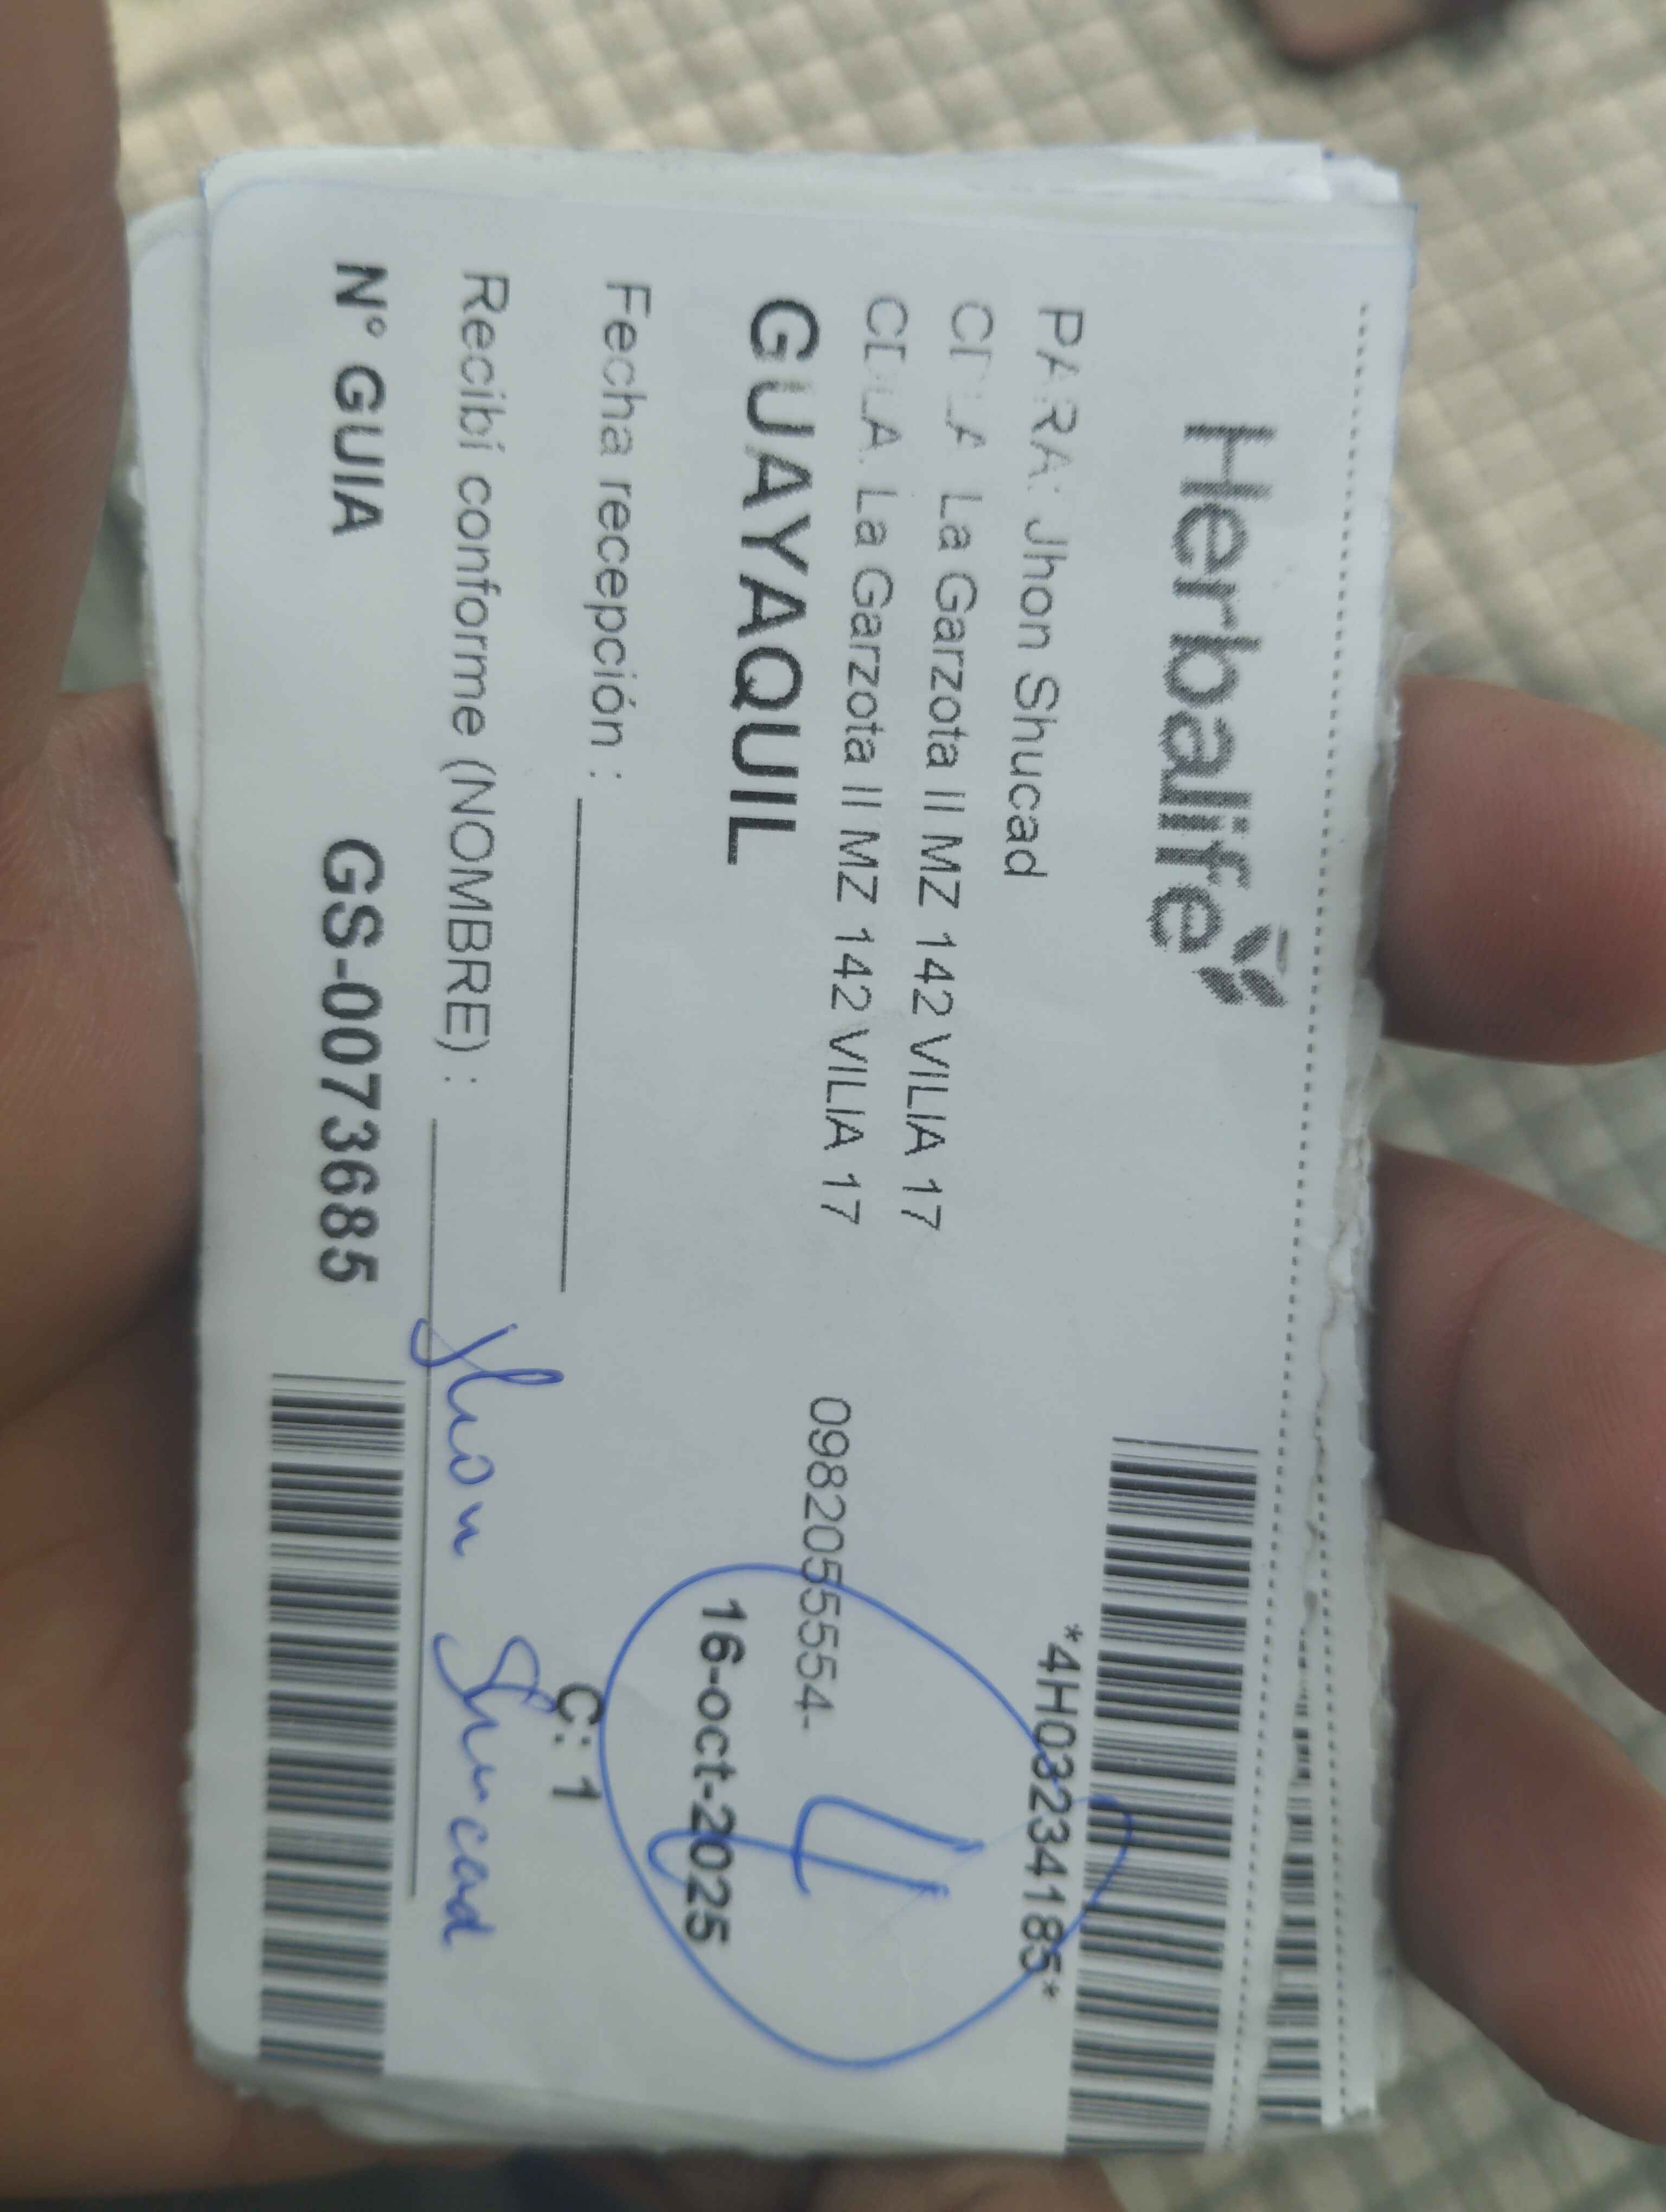 Herbalife
*4H03234185*
PARA: Jhon Shucad
CDLA La Garzota II MZ 142 VILIA 17
CDLA. La Garzota II MZ 142 VILIA 17
0982055554-
GUAYAQUIL
16-oct-2025
Fecha recepción :
C: 1
Recibí conforme (NOMBRE) : Jhon Shucad
N° GUIA GS-0073685